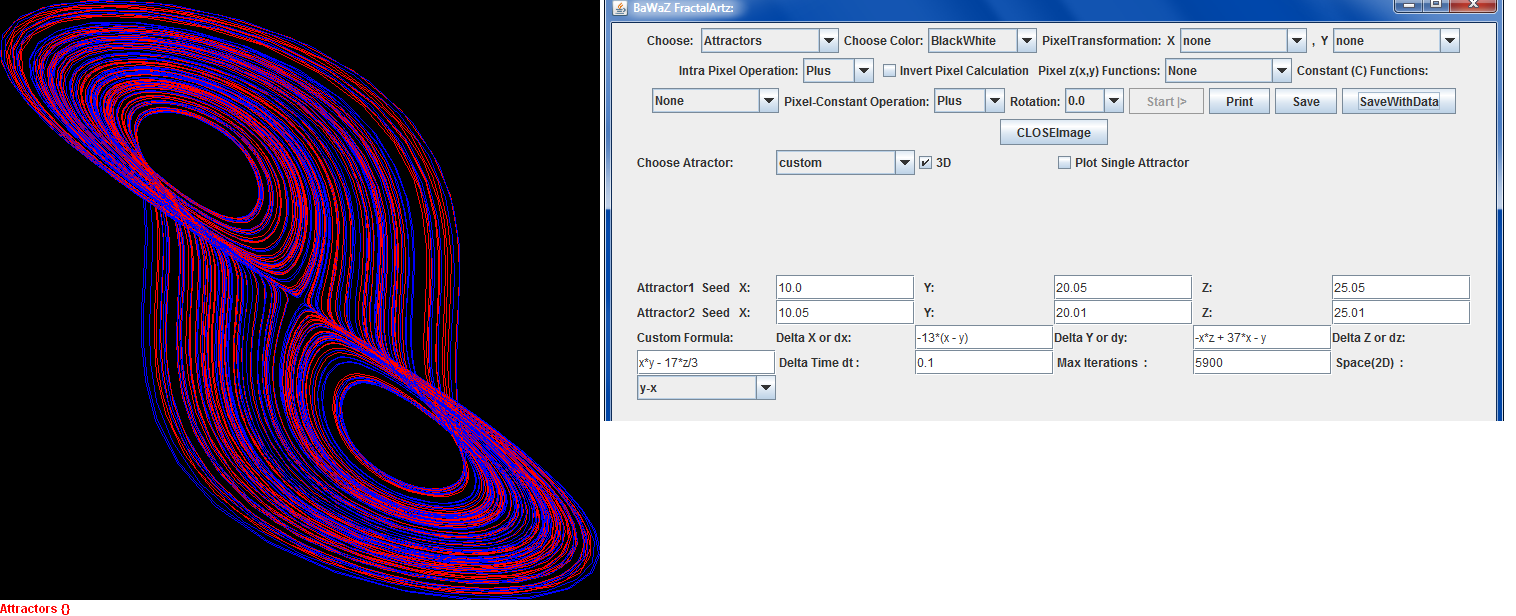 BaWaZ FractalArtz:
Choose: Attractors Choose Color: BlackWhite PixelTransformation: X none , Y none
Intra Pixel Operation: Plus Invert Pixel Calculation Pixel z(x,y) Functions: None Constant (C) Functions:
None Pixel-Constant Operation: Plus Rotation: 0.0 Start |> Print Save SaveWithData
CLOSEImage
Choose Atractor: custom 3D Plot Single Attractor
Attractor1 Seed X: 10.0 Y: 20.05 Z: 25.05
Attractor2 Seed X: 10.05 Y: 20.01 Z: 25.01
Custom Formula: Delta X or dx: -13*(x - y) Delta Y or dy: -x*z + 37*x - y Delta Z or dz:
x*y - 17*z/3 Delta Time dt : 0.1 Max Iterations : 5900 Space(2D) :
y-x
Attractors {}